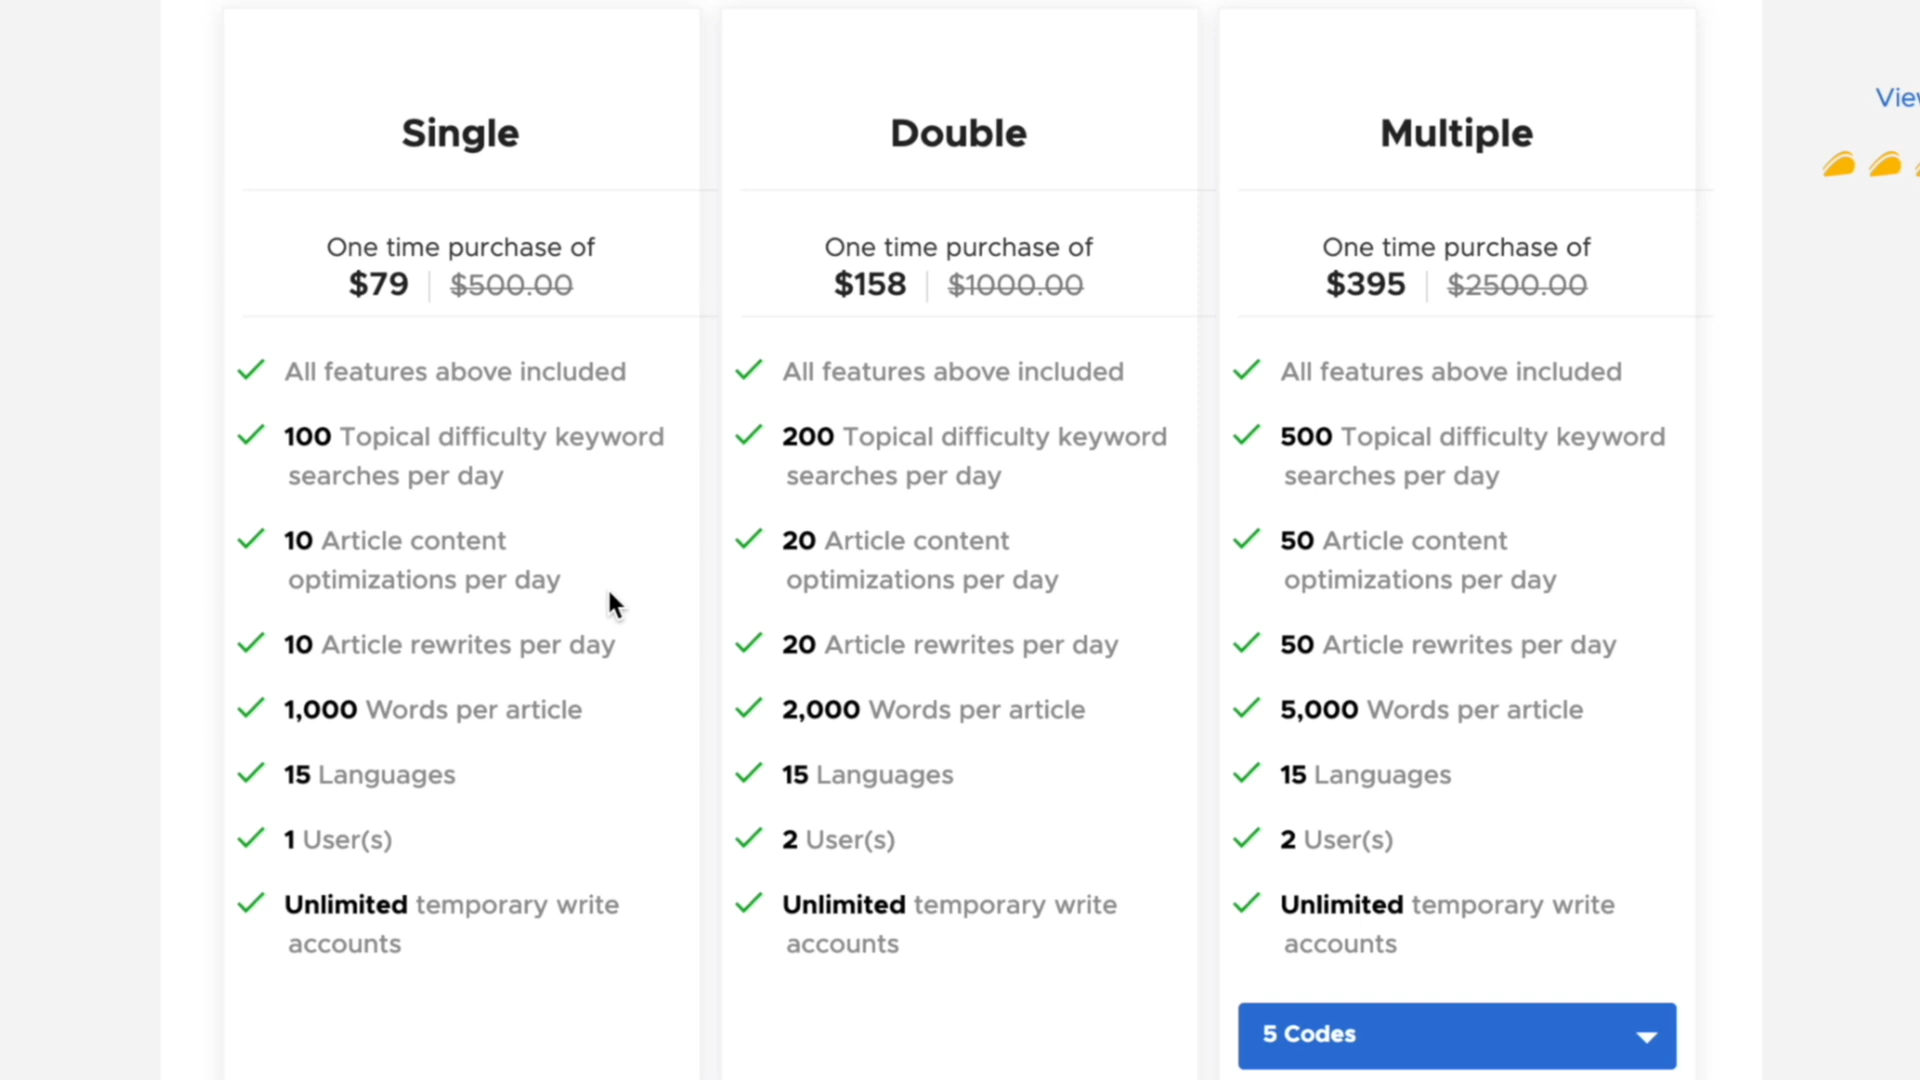 Single
One time purchase of
$79 $500.00
All features above included
100 Topical difficulty keyword
searches per day
10 Article content
optimizations per day
10 Article rewrites per day
1,000 Words per article
15 Languages
1 User(s)
Unlimited temporary write
accounts
Double
One time purchase of
$158 $1000.00
All features above included
200 Topical difficulty keyword
searches per day
20 Article content
optimizations per day
20 Article rewrites per day
2,000 Words per article
15 Languages
2 User(s)
Unlimited temporary write
accounts
Multiple
One time purchase of
$395 $2500.00
All features above included
500 Topical difficulty keyword
searches per day
50 Article content
optimizations per day
50 Article rewrites per day
5,000 Words per article
15 Languages
2 User(s)
Unlimited temporary write
accounts
5 Codes